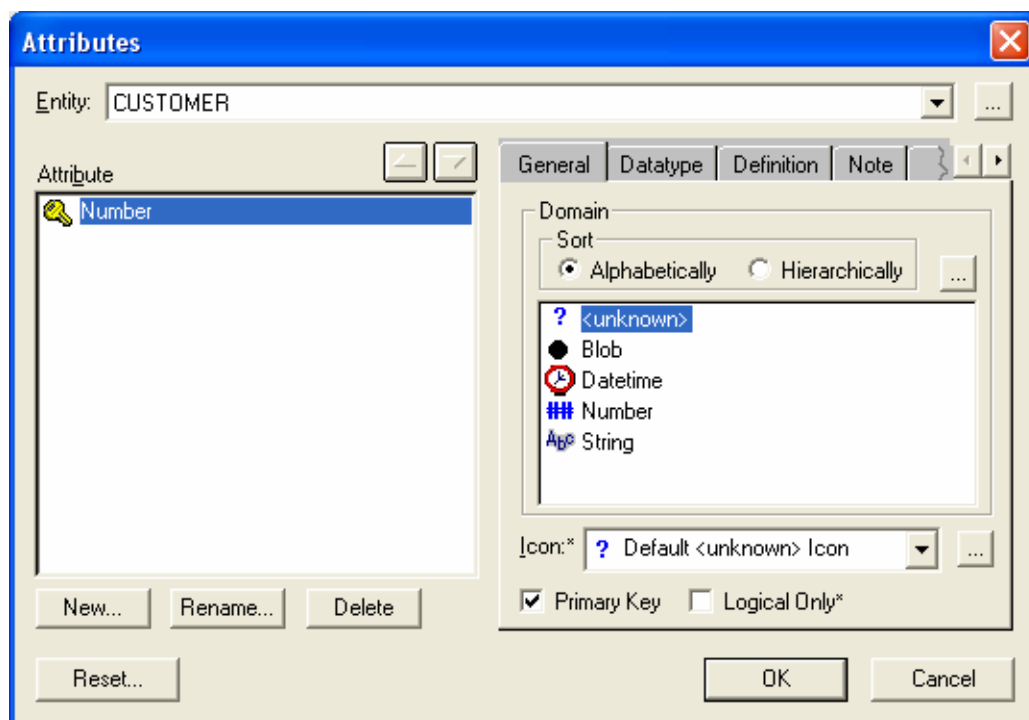 Attributes
Entity: CUSTOMER ...
Attribute
Number
General Datatype Definition Note
Domain
Sort
Alphabetically Hierarchically ...
? <unknown>
Blob
Datetime
Number
Abc String
Icon:* ? Default <unknown> Icon ...
Primary Key Logical Only*
New... Rename... Delete
Reset... OK Cancel